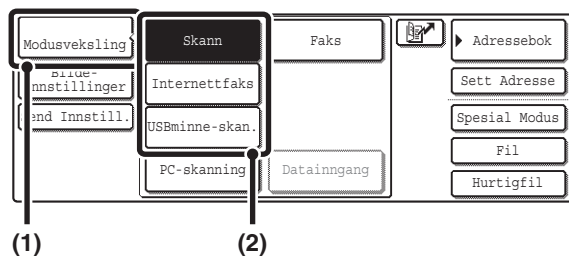 Modusveksling
Skann
Faks
Adressebok
Bilde-
nnstillinger
Internettfaks
Sett Adresse
end Innstill.
USBminne-skan.
Spesial Modus
PC-skanning
Datainngang
Fil
Hurtigfil
(1)
(2)